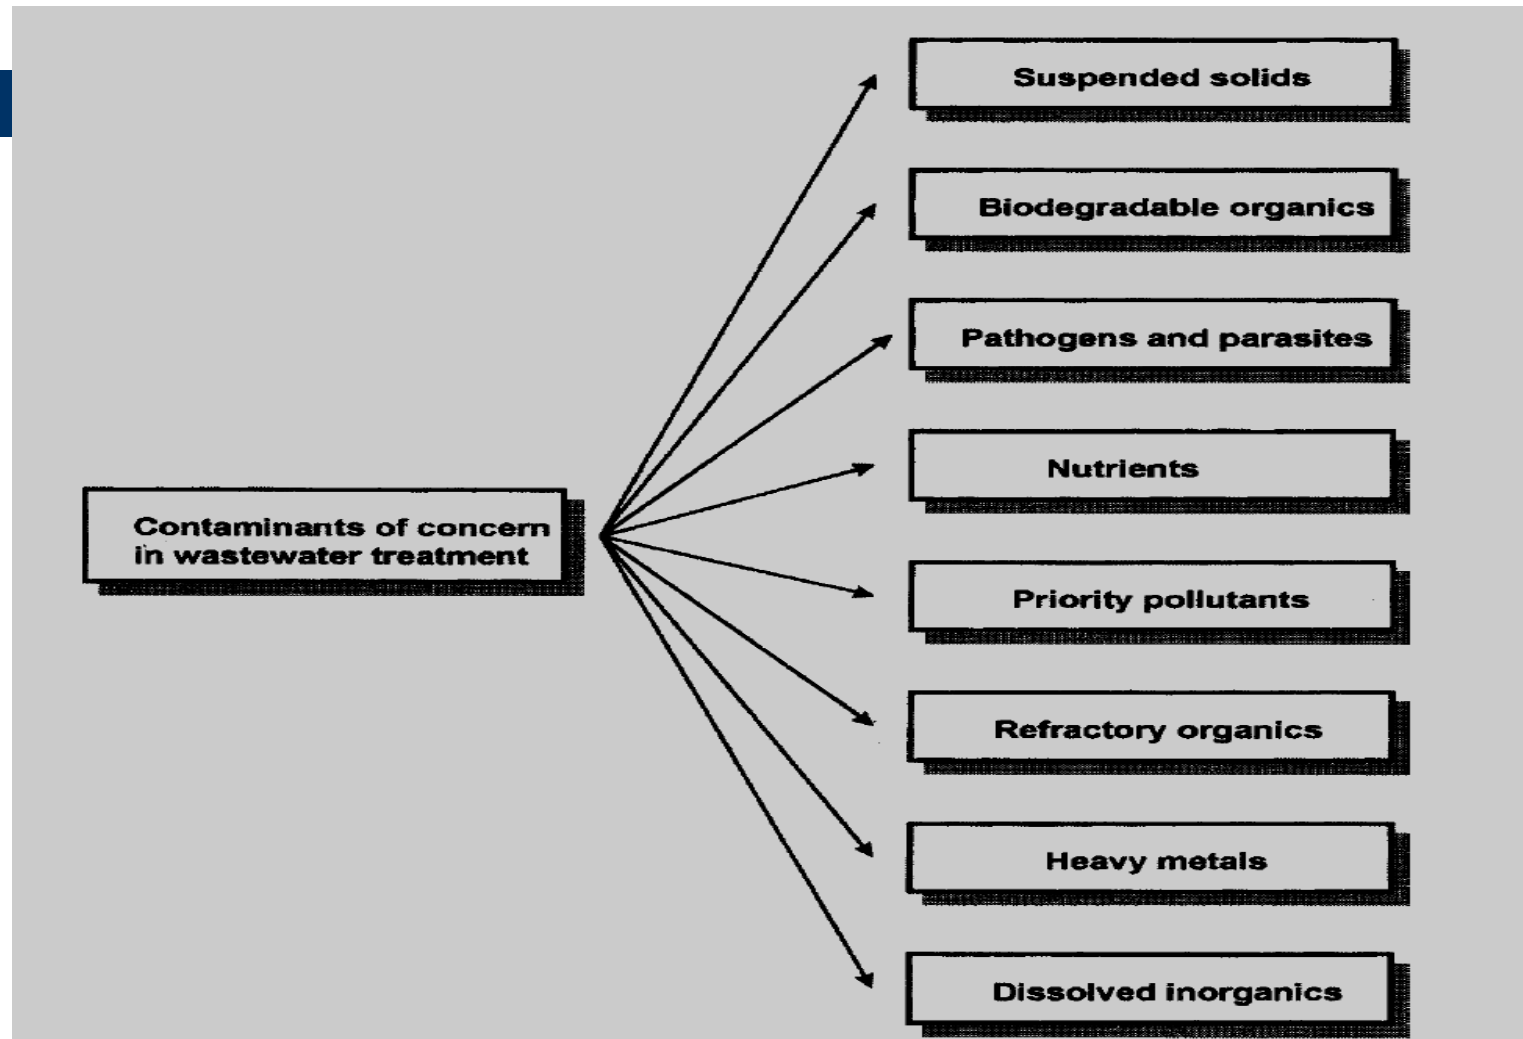 Suspended solids
Biodegradable organics
Pathogens and parasites
Nutrients
Contaminants of concern
in wastewater treatment
Priority pollutants
Refractory organics
Heavy metals
Dissolved inorganics